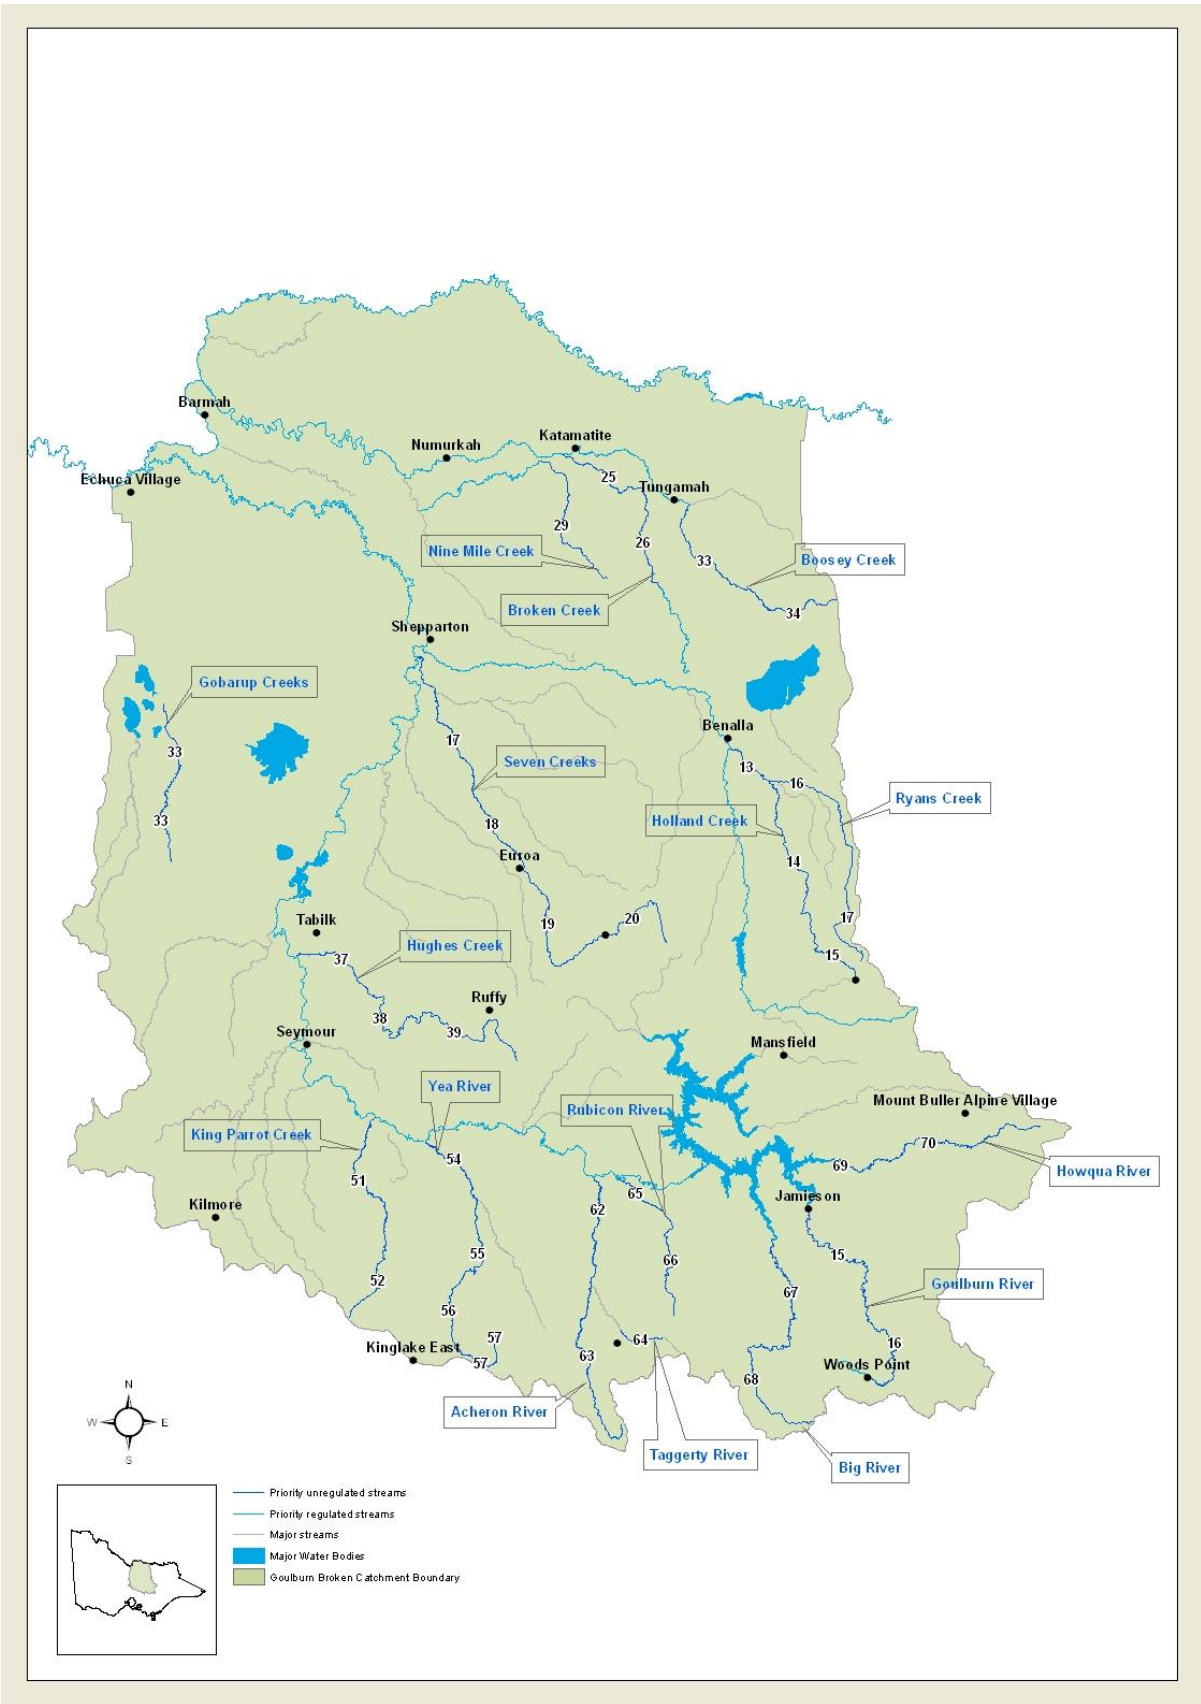 Barmah
Numurkah
Katamatite
Echuca Village
25
Tungamah
29
Nine Mile Creek
26
33
Boosey Creek
Broken Creek
34
Shepparton
Gobarup Creeks
Benalla
17
33
Seven Creeks
13
16
Ryans Creek
33
18
Holland Creek
Euroa
14
Tabilk
19
20
17
Hughes Creek
37
15
Ruffy
38
39
Seymour
Mansfield
Yea River
Rubicon River
Mount Buller Alpine Village
King Parrot Creek
54
70
51
69
Howqua River
65
Jamieson
Kilmore
62
55
66
15
52
67
Goulburn River
56
57
64
16
Kinglake East
57
63
Woods Point
68
N
W
E
S
Acheron River
Taggerty River
Big River
Priority unregulated streams
Priority regulated streams
Major streams
Major Water Bodies
Goulburn Broken Catchment Boundary